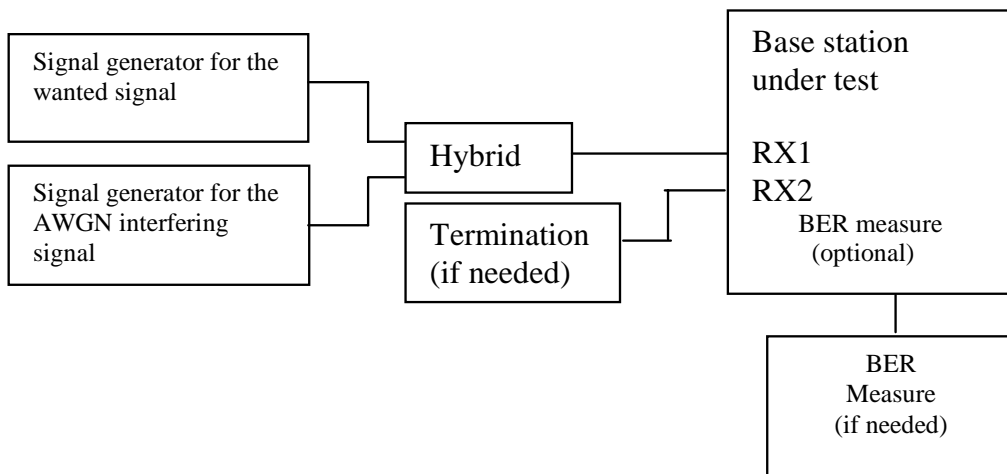 Signal generator for the
wanted signal
Signal generator for the
AWGN interfering
signal
Hybrid
Termination
(if needed)
Base station
under test
RX1
RX2
BER measure
(optional)
BER
Measure
(if needed)